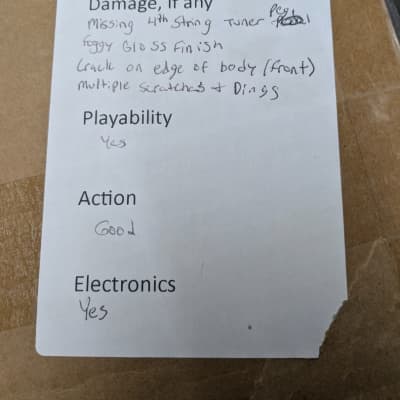 Damage, if any
Missing 4th String Tuner Peg
foggy Gloss Finish
Crack on edge of body (front)
multiple scratches + Dings
Playability
Yes
Action
Good
Electronics
Yes